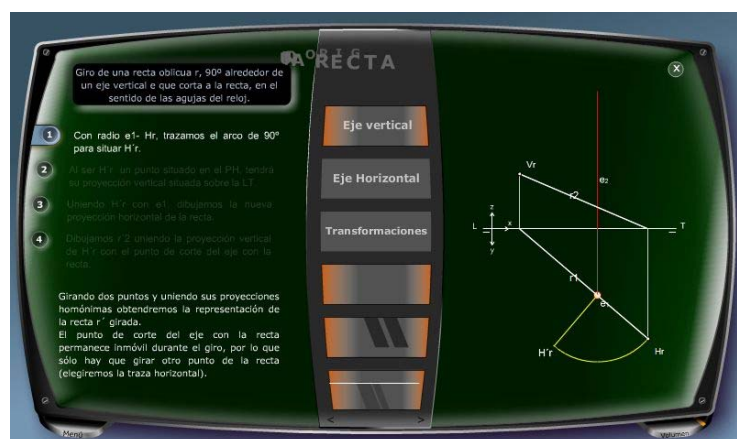 Giro de una recta oblicua r, 90º alrededor de
un eje vertical e que corta a la recta, en el
sentido de las agujas del reloj.
1
Con radio e1- Hr, trazamos el arco de 90º
para situar H´r.
2
Al ser H´r un punto situado en el PH, tendrá
su proyección vertical situada sobre la LT
3
Uniendo H´r con e1, dibujamos la nueva
proyección horizontal de la recta.
4
Dibujamos r´2 uniendo la proyección vertical
de H´r con el punto de corte del eje con la
recta.
Girando dos puntos y uniendo sus proyecciones
homónimas obtendremos la representación de
la recta r´ girada.
El punto de corte del eje con la recta
permanece inmóvil durante el giro, por lo que
sólo hay que girar otro punto de la recta
(elegiremos la traza horizontal).
RECTA
Eje vertical
Eje Horizontal
Transformaciones
< >
X
Vr
e2
r2
z
L
x
T
y
r1
e1
H´r
Hr
Menú
Volumen